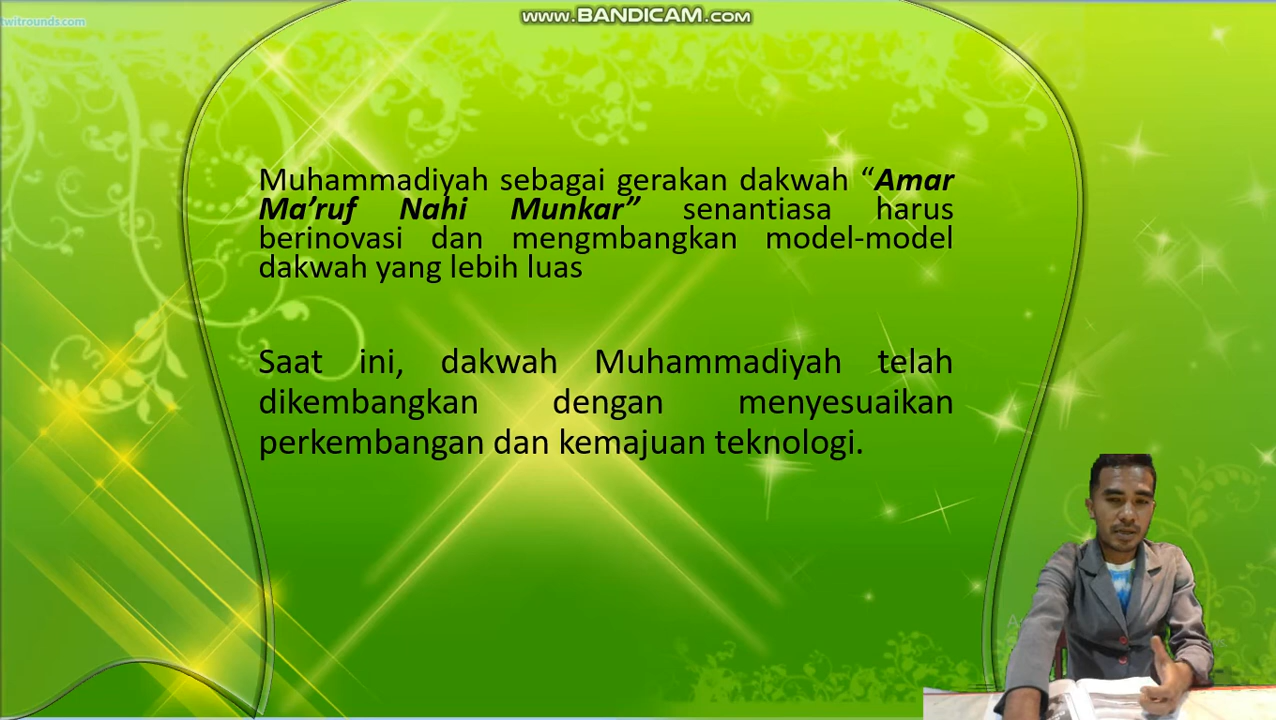 twitrounds.com
www.BANDICAM.com
Muhammadiyah sebagai gerakan dakwah “Amar
Ma’ruf Nahi Munkar” senantiasa harus
berinovasi dan mengmbangkan model-model
dakwah yang lebih luas
Saat ini, dakwah Muhammadiyah telah
dikembangkan dengan menyesuaikan
perkembangan dan kemajuan teknologi.